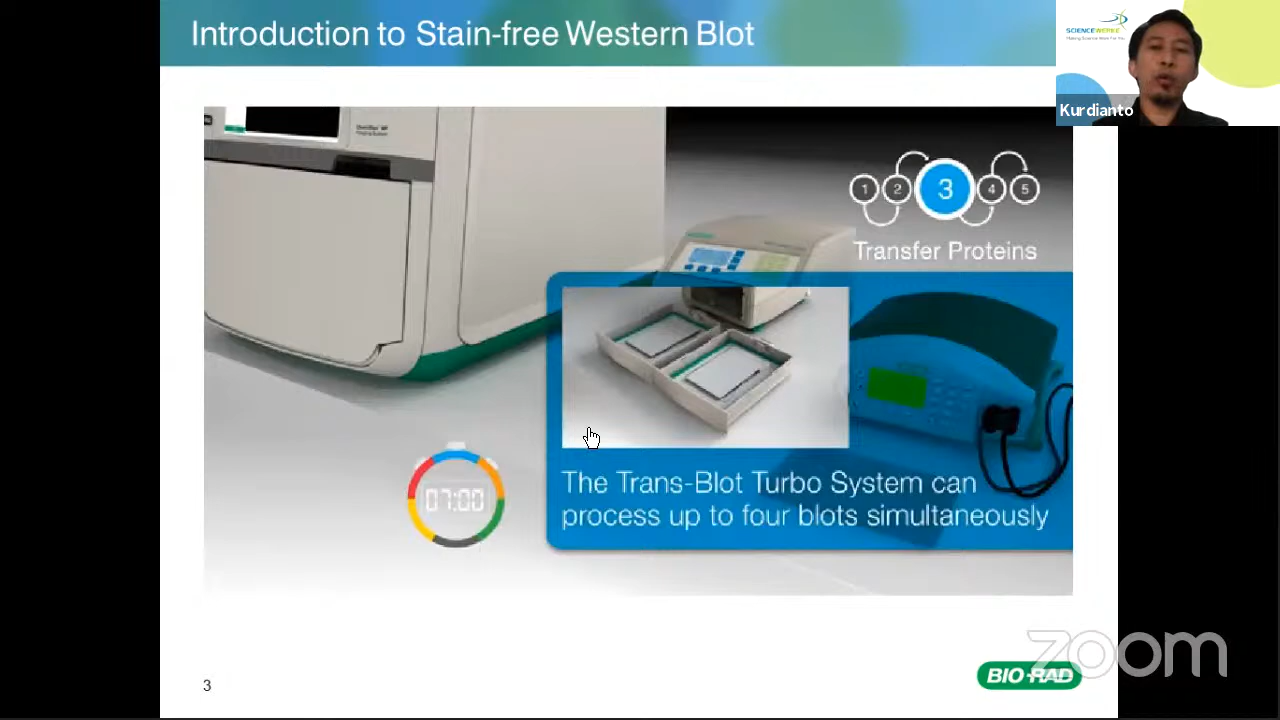 Introduction to Stain-free Western Blot
SCIENCEWERKE
Kurdianto
1 2 3 4 5
Transfer Proteins
07:00
The Trans-Blot Turbo System can
process up to four blots simultaneously
zoom
BIO-RAD
3